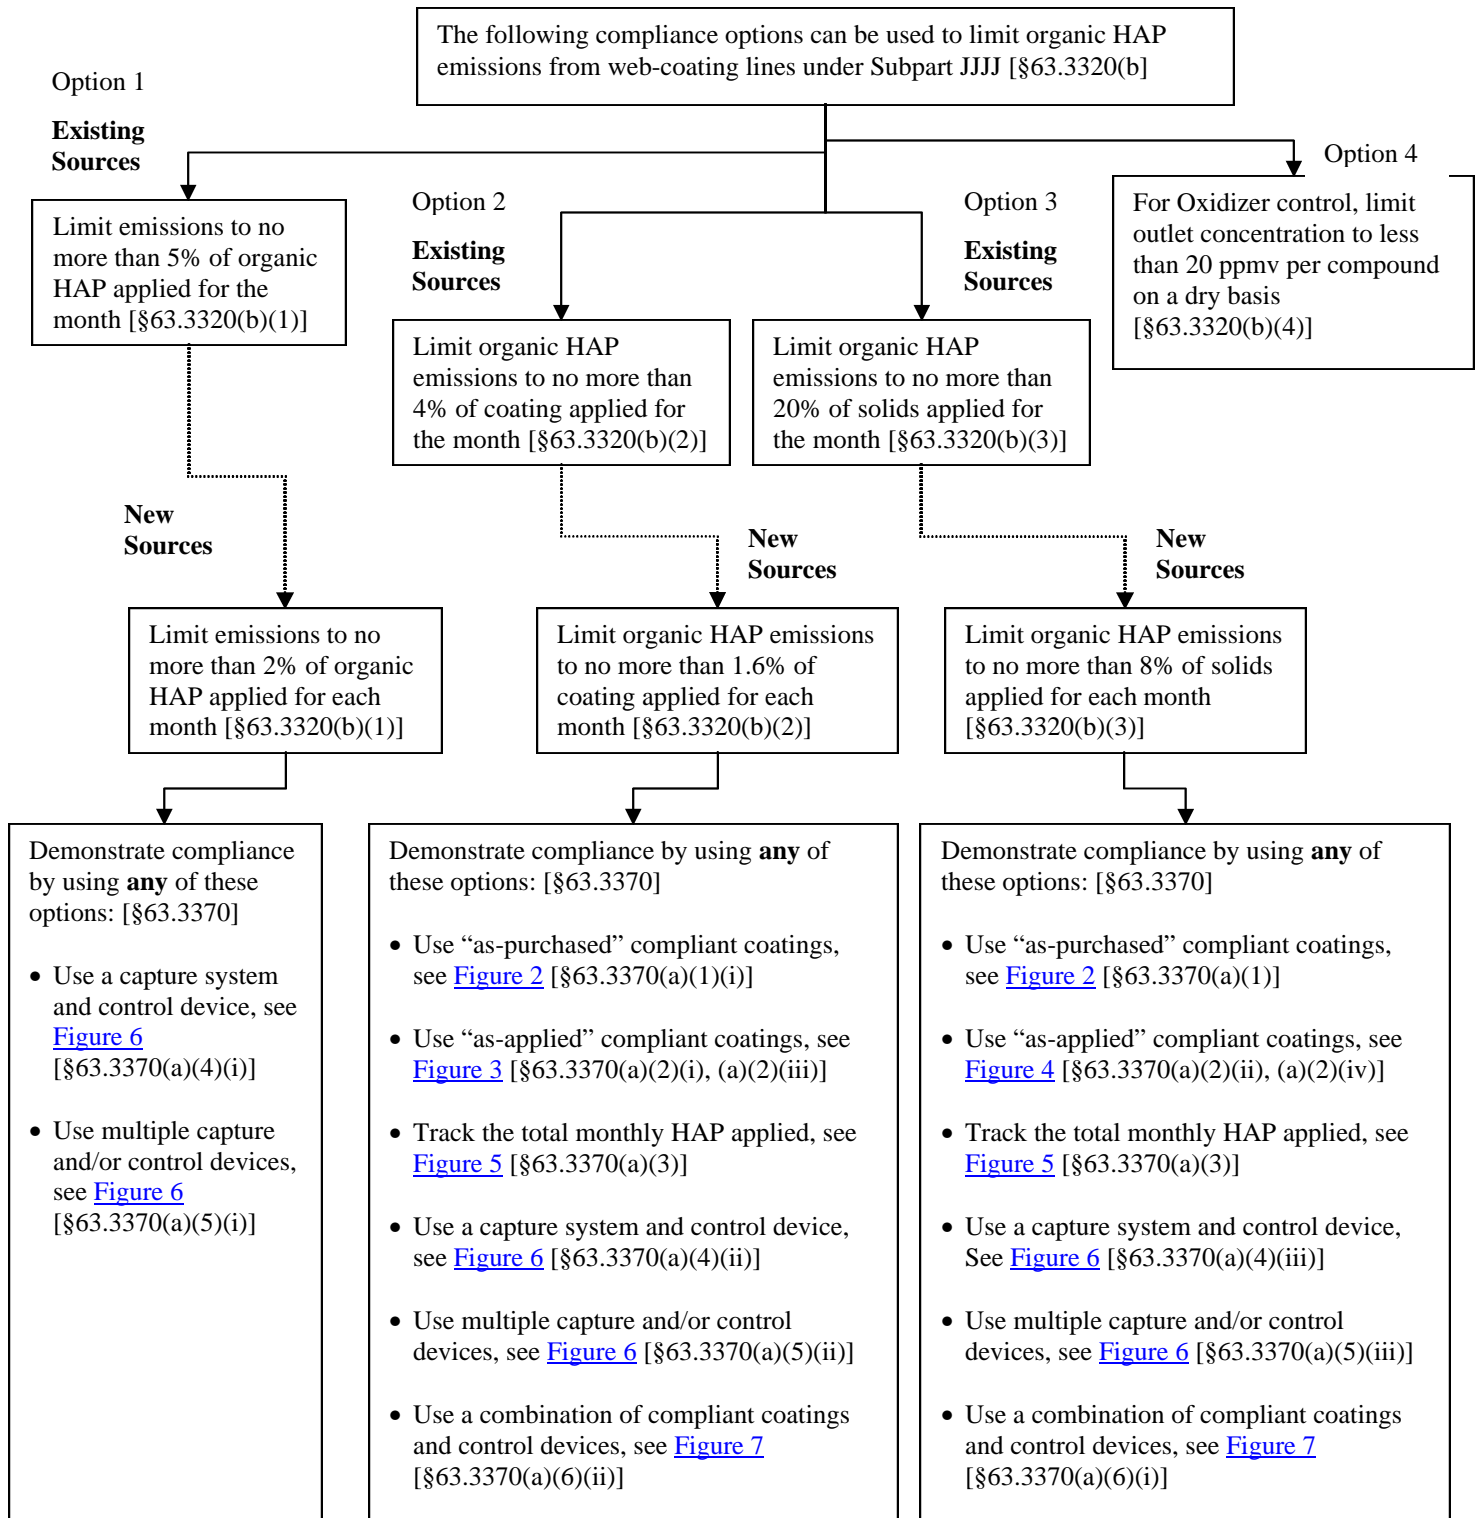 The following compliance options can be used to limit organic HAP
emissions from web-coating lines under Subpart JJJJ [§63.3320(b]
Option 1
Existing
Sources
Limit emissions to no
more than 5% of organic
HAP applied for the
month [§63.3320(b)(1)]
Option 2
Existing
Sources
Limit organic HAP
emissions to no more than
4% of coating applied for
the month [§63.3320(b)(2)]
Option 3
Existing
Sources
Limit organic HAP
emissions to no more than
20% of solids applied for
the month [§63.3320(b)(3)]
Option 4
For Oxidizer control, limit
outlet concentration to less
than 20 ppmv per compound
on a dry basis
[§63.3320(b)(4)]
New
Sources
Limit emissions to no
more than 2% of organic
HAP applied for each
month [§63.3320(b)(1)]
New
Sources
Limit organic HAP emissions
to no more than 1.6% of
coating applied for each
month [§63.3320(b)(2)]
New
Sources
Limit organic HAP emissions
to no more than 8% of solids
applied for each month
[§63.3320(b)(3)]
Demonstrate compliance
by using any of these
options: [§63.3370]
• Use a capture system
and control device, see
Figure 6
[§63.3370(a)(4)(i)]
• Use multiple capture
and/or control devices,
see Figure 6
[§63.3370(a)(5)(i)]
Demonstrate compliance by using any of
these options: [§63.3370]
• Use “as-purchased” compliant coatings,
see Figure 2 [§63.3370(a)(1)(i)]
• Use “as-applied” compliant coatings, see
Figure 3 [§63.3370(a)(2)(i), (a)(2)(iii)]
• Track the total monthly HAP applied, see
Figure 5 [§63.3370(a)(3)]
• Use a capture system and control device,
see Figure 6 [§63.3370(a)(4)(ii)]
• Use multiple capture and/or control
devices, see Figure 6 [§63.3370(a)(5)(ii)]
• Use a combination of compliant coatings
and control devices, see Figure 7
[§63.3370(a)(6)(ii)]
Demonstrate compliance by using any of
these options: [§63.3370]
• Use “as-purchased” compliant coatings,
see Figure 2 [§63.3370(a)(1)]
• Use “as-applied” compliant coatings, see
Figure 4 [§63.3370(a)(2)(ii), (a)(2)(iv)]
• Track the total monthly HAP applied, see
Figure 5 [§63.3370(a)(3)]
• Use a capture system and control device,
See Figure 6 [§63.3370(a)(4)(iii)]
• Use multiple capture and/or control
devices, see Figure 6 [§63.3370(a)(5)(iii)]
• Use a combination of compliant coatings
and control devices, see Figure 7
[§63.3370(a)(6)(i)]